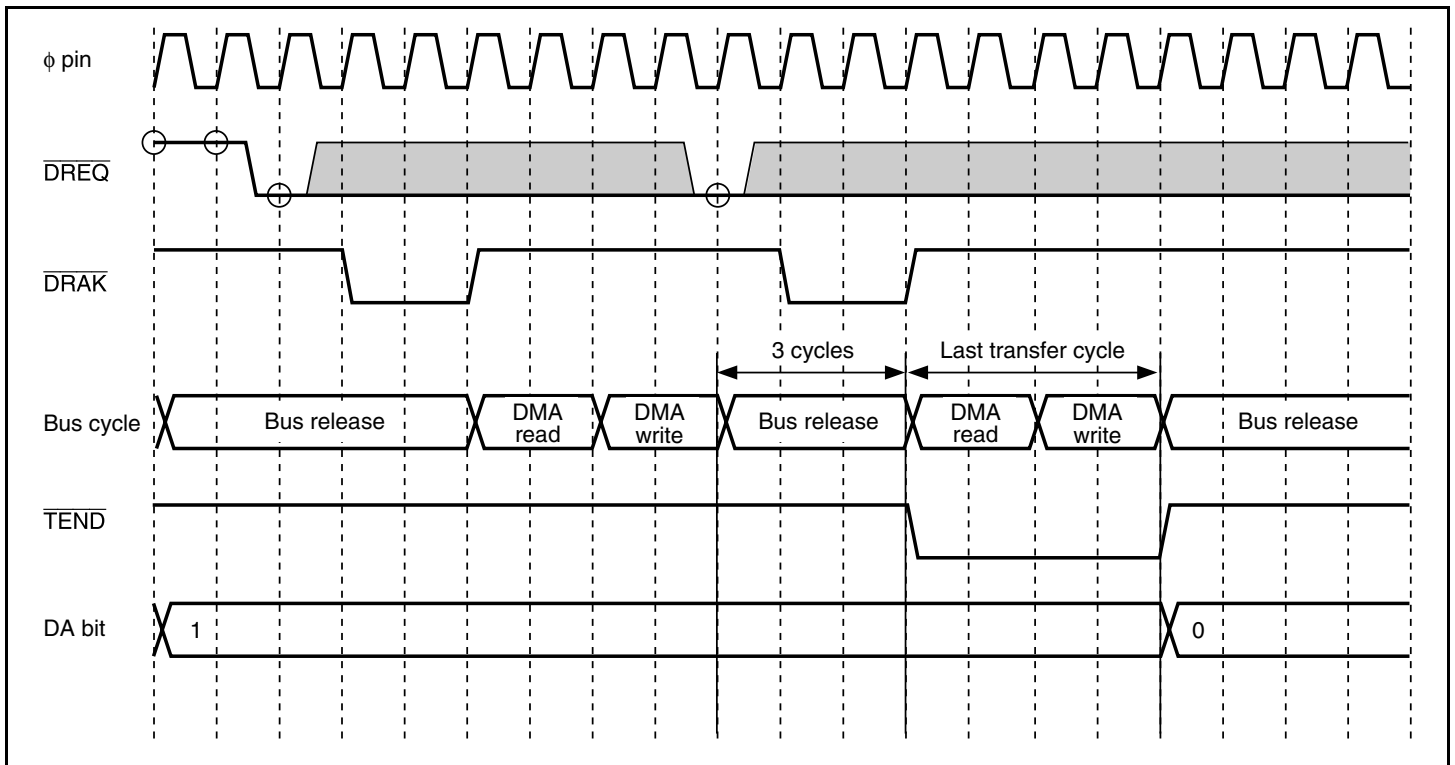 ϕ pin
DREQ
DRAK
3 cycles Last transfer cycle
Bus cycle Bus release DMA read DMA write Bus release DMA read DMA write Bus release
TEND
DA bit 1 0